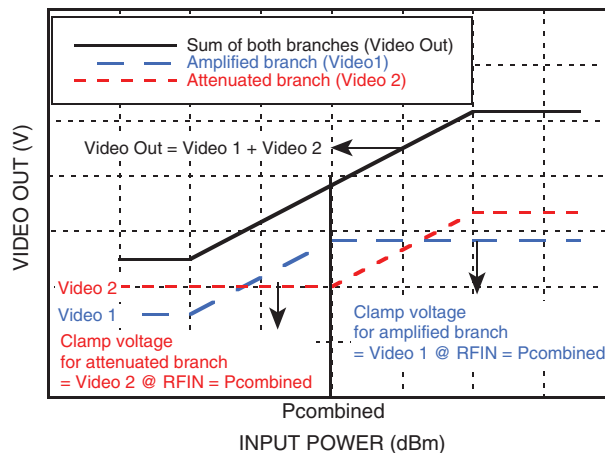 Sum of both branches (Video Out)
Amplified branch (Video1)
Attenuated branch (Video 2)
Video Out = Video 1 + Video 2
VIDEO OUT (V)
Video 2
Video 1
Clamp voltage
for attenuated branch
= Video 2 @ RFIN = Pcombined
Clamp voltage
for amplified branch
= Video 1 @ RFIN = Pcombined
Pcombined
INPUT POWER (dBm)